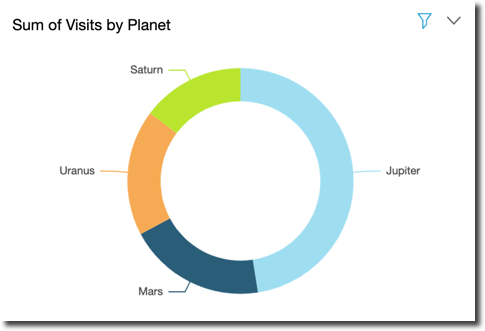 Sum of Visits by Planet
Saturn
Uranus
Jupiter
Mars